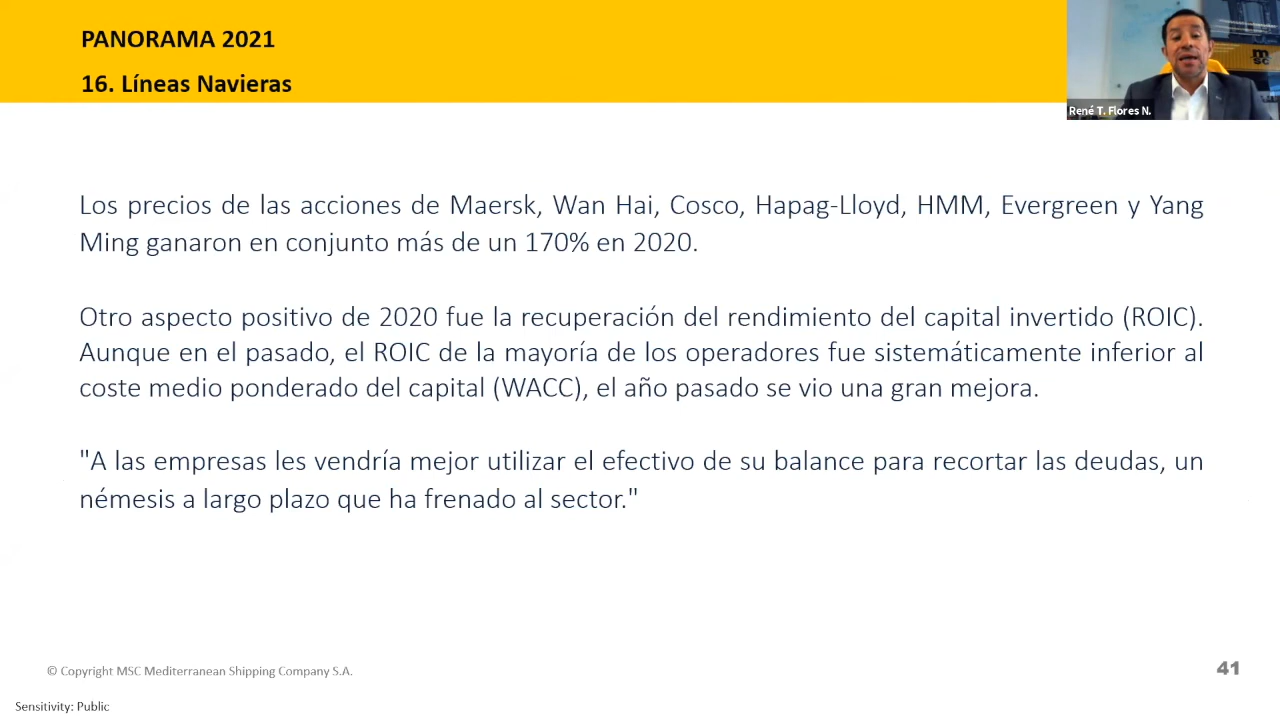 PANORAMA 2021
16. Líneas Navieras
msc
René T. Flores N.
Los precios de las acciones de Maersk, Wan Hai, Cosco, Hapag-Lloyd, HMM, Evergreen y Yang
Ming ganaron en conjunto más de un 170% en 2020.
Otro aspecto positivo de 2020 fue la recuperación del rendimiento del capital invertido (ROIC).
Aunque en el pasado, el ROIC de la mayoría de los operadores fue sistemáticamente inferior al
coste medio ponderado del capital (WACC), el año pasado se vio una gran mejora.
"A las empresas les vendría mejor utilizar el efectivo de su balance para recortar las deudas, un
némesis a largo plazo que ha frenado al sector."
© Copyright MSC Mediterranean Shipping Company S.A.
41
Sensitivity: Public